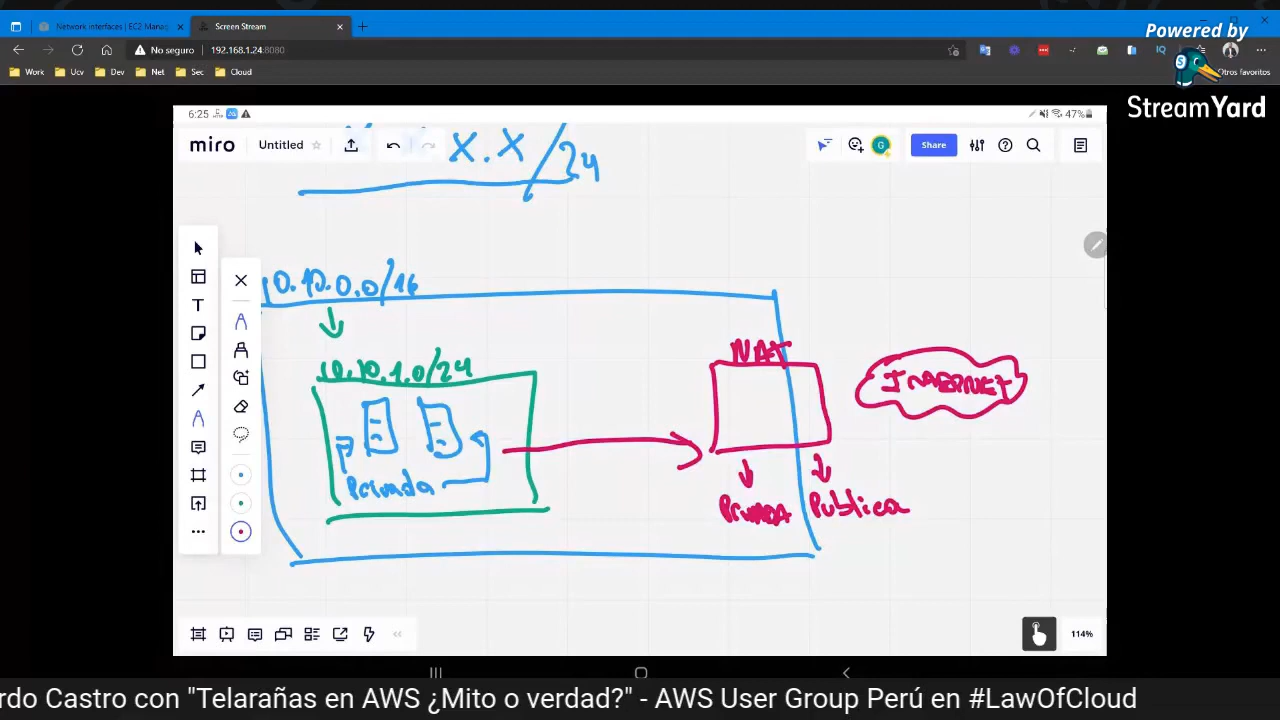 Network interfaces | EC2 Manag
Screen Stream
Powered by
No seguro
192.168.1.24:8080
Work
Ucv
Dev
Net
Sec
Cloud
Otros favoritos
StreamYard
6:25
47%
miro
Untitled
Share
X.X/24
10.10.0.0/16
10.10.1.0/24
NAT
INTERNET
Privada
Privada
Publica
114%
rdo Castro con "Telarañas en AWS ¿Mito o verdad?" - AWS User Group Perú en #LawOfCloud